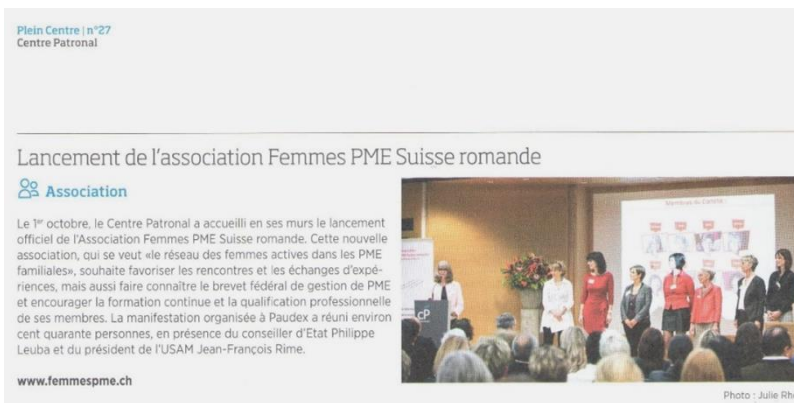 Plein Centre | n°27
Centre Patronal
Lancement de l'association Femmes PME Suisse romande
Association
Le 1er octobre, le Centre Patronal a accueilli en ses murs le lancement
officiel de l'Association Femmes PME Suisse romande. Cette nouvelle
association, qui se veut «le réseau des femmes actives dans les PME
familiales», souhaite favoriser les rencontres et les échanges d'expé-
riences, mais aussi faire connaître le brevet fédéral de gestion de PME
et encourager la formation continue et la qualification professionnelle
de ses membres. La manifestation organisée à Paudex a réuni environ
cent quarante personnes, en présence du conseiller d'Etat Philippe
Leuba et du président de l'USAM Jean-François Rime.
www.femmespme.ch
Membres du Comité
cP
Photo : Julie